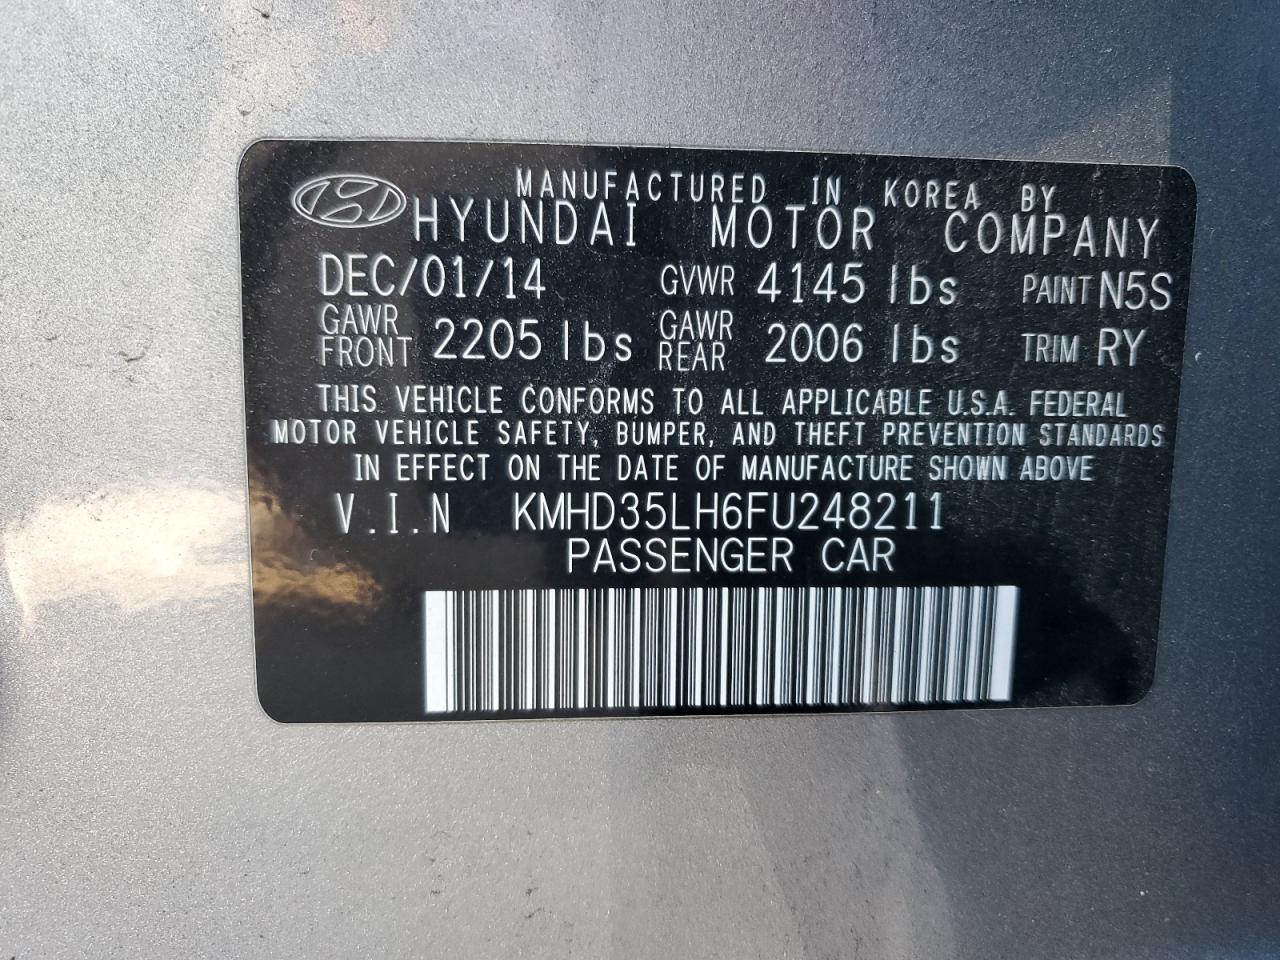 MANUFACTURED IN KOREA BY
HYUNDAI MOTOR COMPANY
DEC/01/14 GVWR 4145 lbs PAINT N5S
GAWR FRONT 2205 lbs GAWR REAR 2006 lbs TRIM RY
THIS VEHICLE CONFORMS TO ALL APPLICABLE U.S.A. FEDERAL
MOTOR VEHICLE SAFETY, BUMPER, AND THEFT PREVENTION STANDARDS
IN EFFECT ON THE DATE OF MANUFACTURE SHOWN ABOVE
V.I.N KMHD35LH6FU248211
PASSENGER CAR